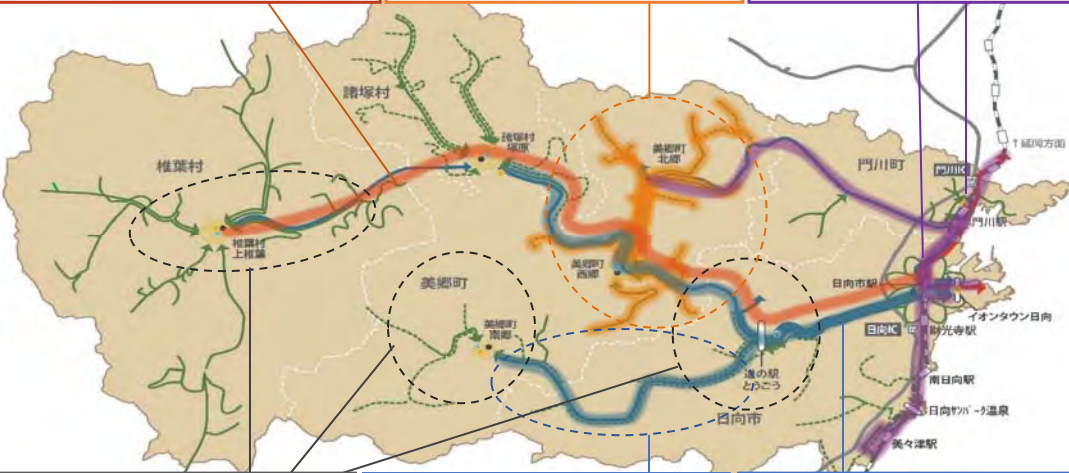 諸塚村
諸塚村
塚原
椎葉村
椎葉村
上椎葉
美郷町
北郷
門川町
↑延岡方面
門川IC
門川駅
美郷町
西郷
美郷町
美郷町
南郷
日向市駅
イオンタウン日向
日向IC
財光寺駅
道の駅
とうごう
南日向駅
日向市
日向サンパーク温泉
美々津駅